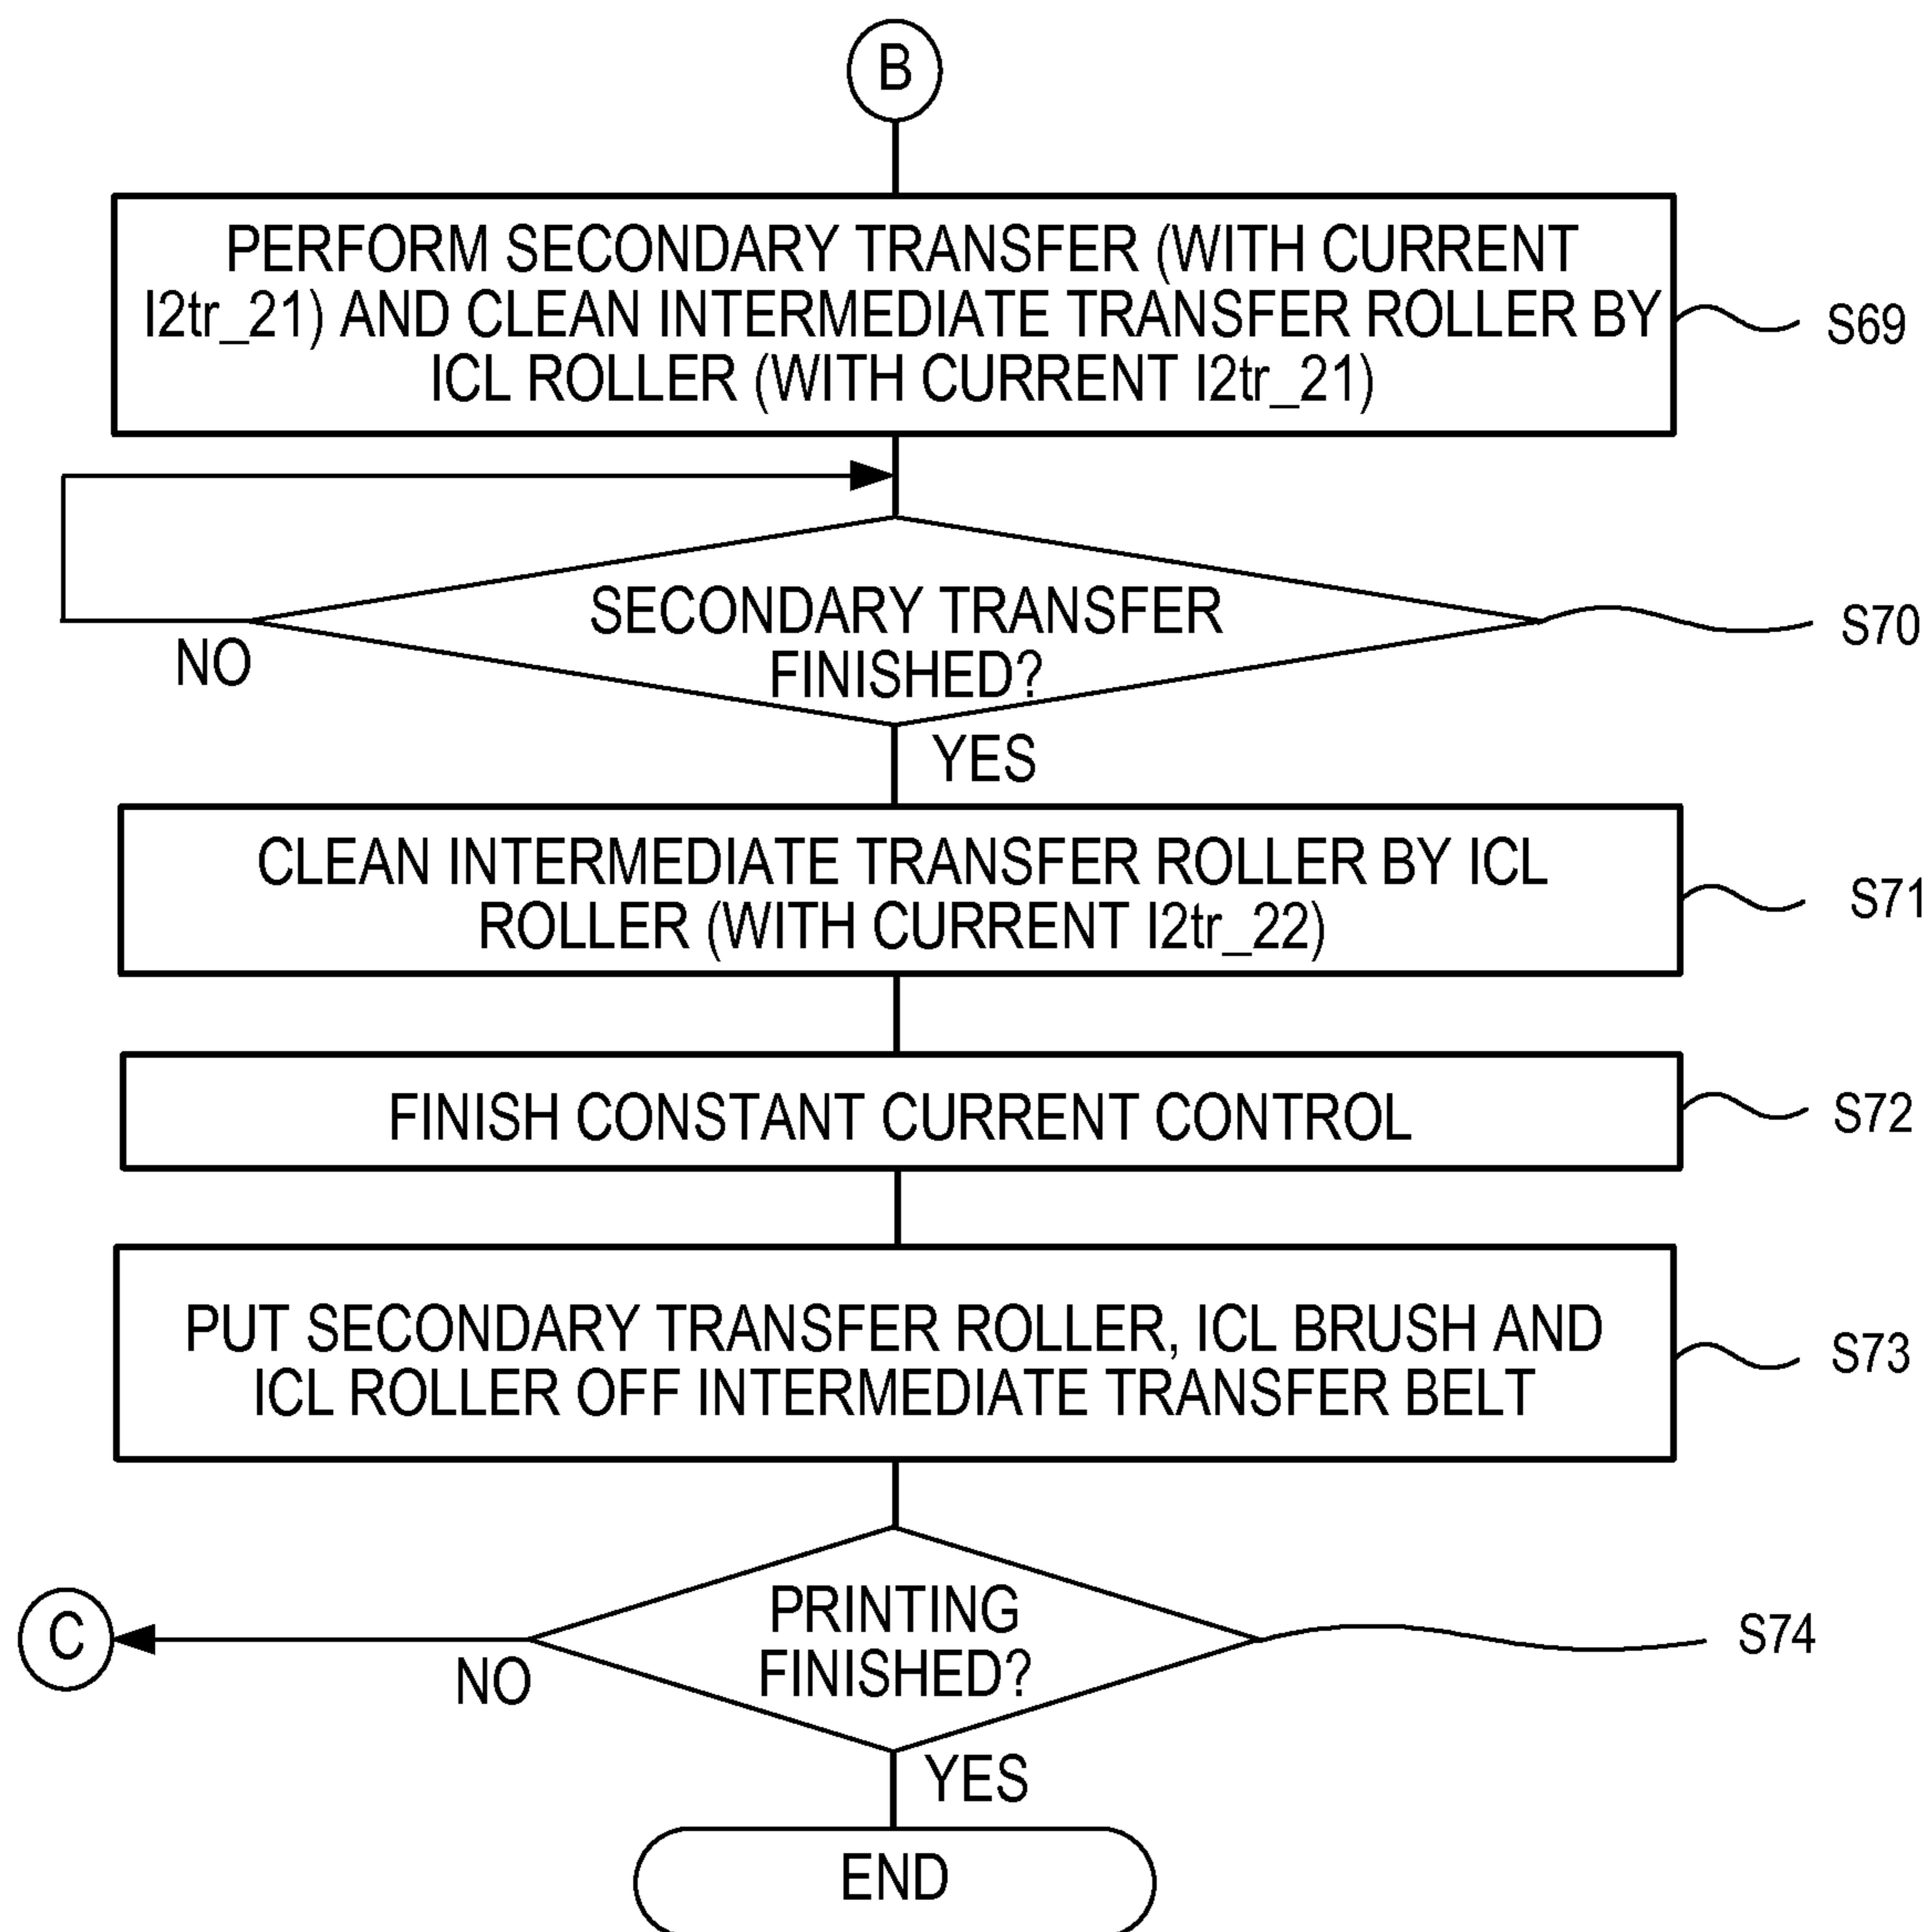 B
PERFORM SECONDARY TRANSFER (WITH CURRENT
I2tr_21) AND CLEAN INTERMEDIATE TRANSFER ROLLER BY
ICL ROLLER (WITH CURRENT I2tr_21)
S69
SECONDARY TRANSFER
FINISHED?
S70
NO
YES
CLEAN INTERMEDIATE TRANSFER ROLLER BY ICL
ROLLER (WITH CURRENT I2tr_22)
S71
FINISH CONSTANT CURRENT CONTROL
S72
PUT SECONDARY TRANSFER ROLLER, ICL BRUSH AND
ICL ROLLER OFF INTERMEDIATE TRANSFER BELT
S73
PRINTING
FINISHED?
S74
C
NO
YES
END